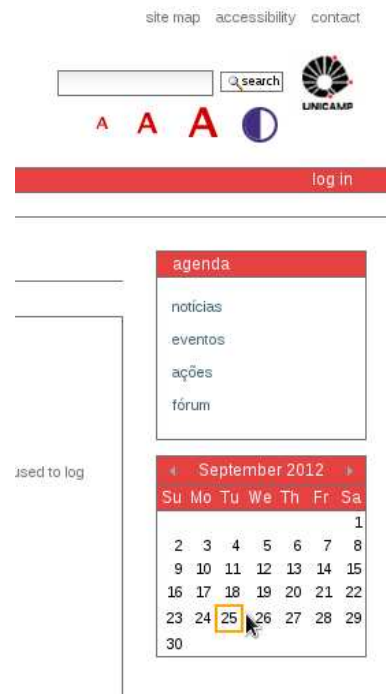 site map accessibility contact
search
UNICAMP
A A A
log in
agenda
notícias
eventos
ações
fórum
used to log
September 2012
Su Mo Tu We Th Fr Sa
1
2 3 4 5 6 7 8
9 10 11 12 13 14 15
16 17 18 19 20 21 22
23 24 25 26 27 28 29
30